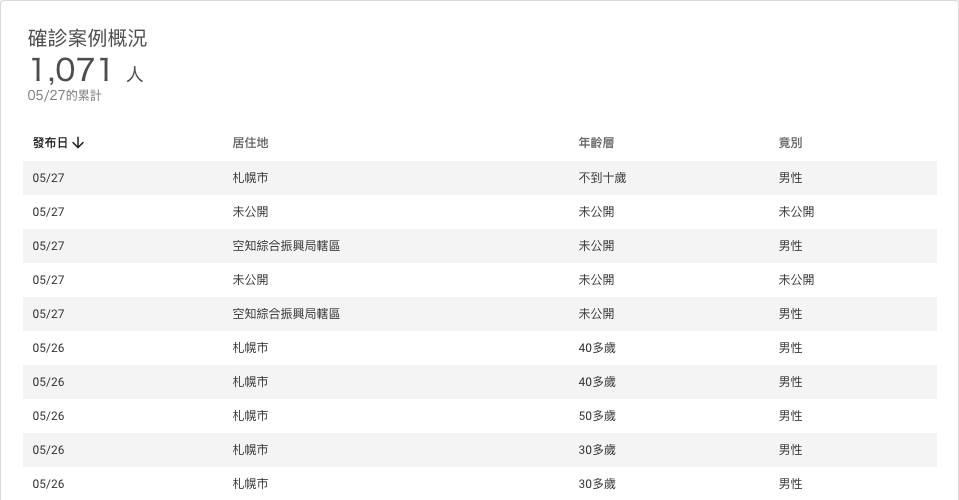 確診案例概況
1,071 人
05/27的累計
發布日↓ 居住地 年齡層 竟別
05/27 札幌市 不到十歲 男性
05/27 未公開 未公開 未公開
05/27 空知綜合振興局轄區 未公開 男性
05/27 未公開 未公開 未公開
05/27 空知綜合振興局轄區 未公開 男性
05/26 札幌市 40多歲 男性
05/26 札幌市 40多歲 男性
05/26 札幌市 50多歲 男性
05/26 札幌市 30多歲 男性
05/26 札幌市 30多歲 男性